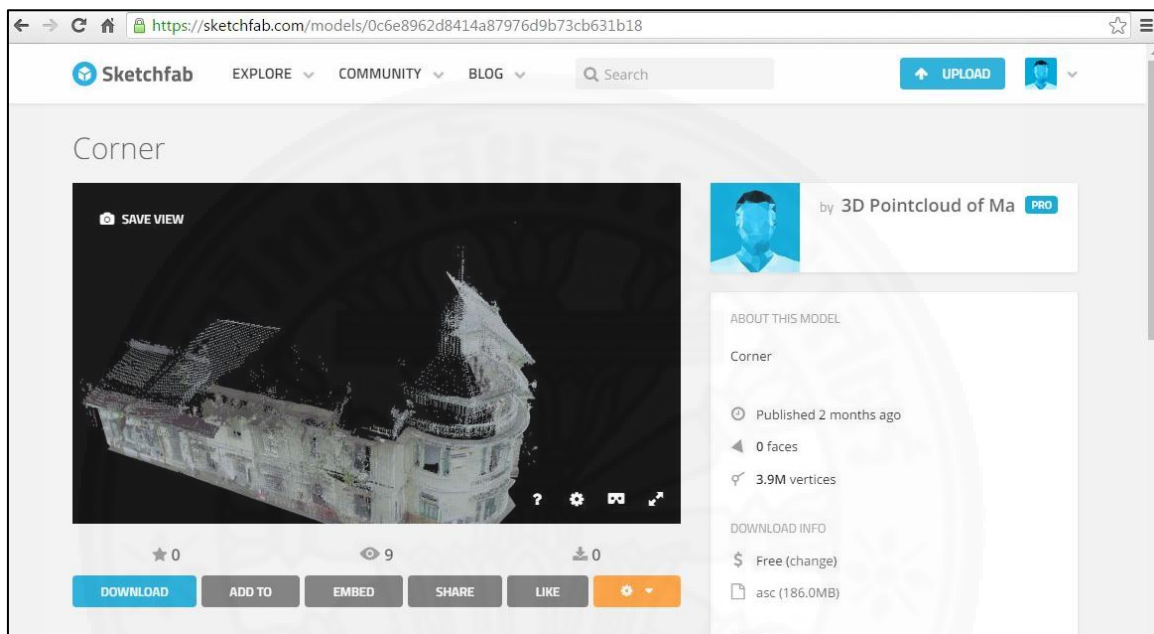 https://sketchfab.com/models/0c6e8962d8414a87976d9b73cb631b18
Sketchfab EXPLORE COMMUNITY BLOG Search UPLOAD
Corner
SAVE VIEW
by 3D Pointcloud of Ma PRO
ABOUT THIS MODEL
Corner
Published 2 months ago
0 faces
3.9M vertices
?
DOWNLOAD INFO
0 9 0
$ Free (change)
DOWNLOAD ADD TO EMBED SHARE LIKE
asc (186.0MB)